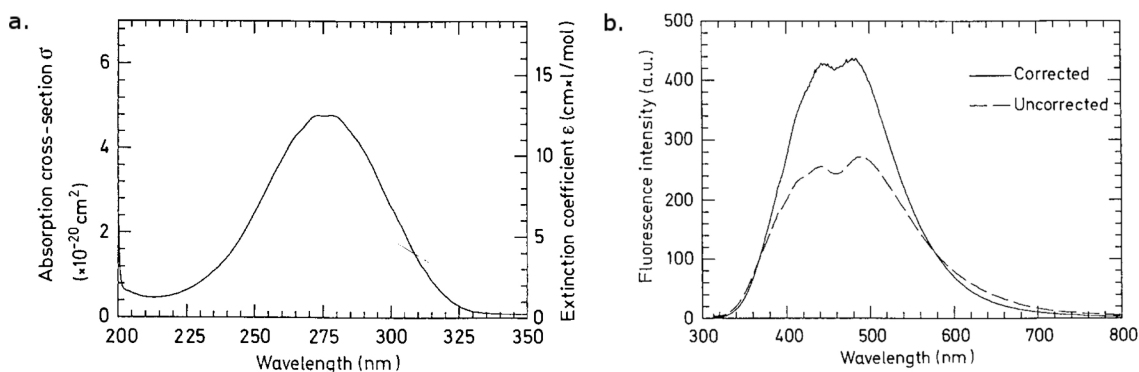 a.
Absorption cross-section σ
(×10⁻²⁰ cm²)
6
4
2
0
15
10
5
0
Extinction coefficient ε (cm×l/mol)
200 225 250 275 300 325 350
Wavelength (nm)
b.
Fluorescence intensity (a.u.)
500
400
300
200
100
0
Corrected
Uncorrected
300 400 500 600 700 800
Wavelength (nm)